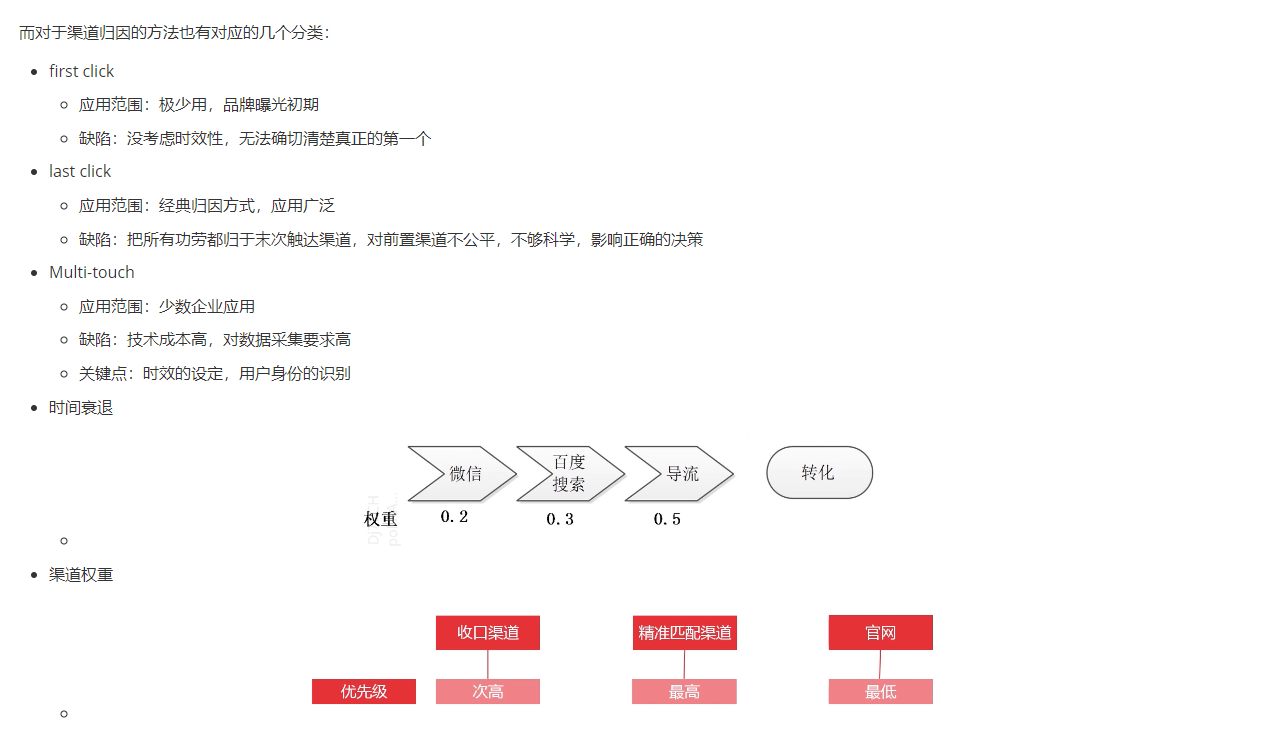 而对于渠道归因的方法也有对应的几个分类：
first click
应用范围：极少用，品牌曝光初期
缺陷：没考虑时效性，无法确切清楚真正的第一个
last click
应用范围：经典归因方式，应用广泛
缺陷：把所有功劳都归于末次触达渠道，对前置渠道不公平，不够科学，影响正确的决策
Multi-touch
应用范围：少数企业应用
缺陷：技术成本高，对数据采集要求高
关键点：时效的设定，用户身份的识别
时间衰退
微信
百度
搜索
导流
转化
权重
0.2
0.3
0.5
渠道权重
收口渠道
精准匹配渠道
官网
优先级
次高
最高
最低